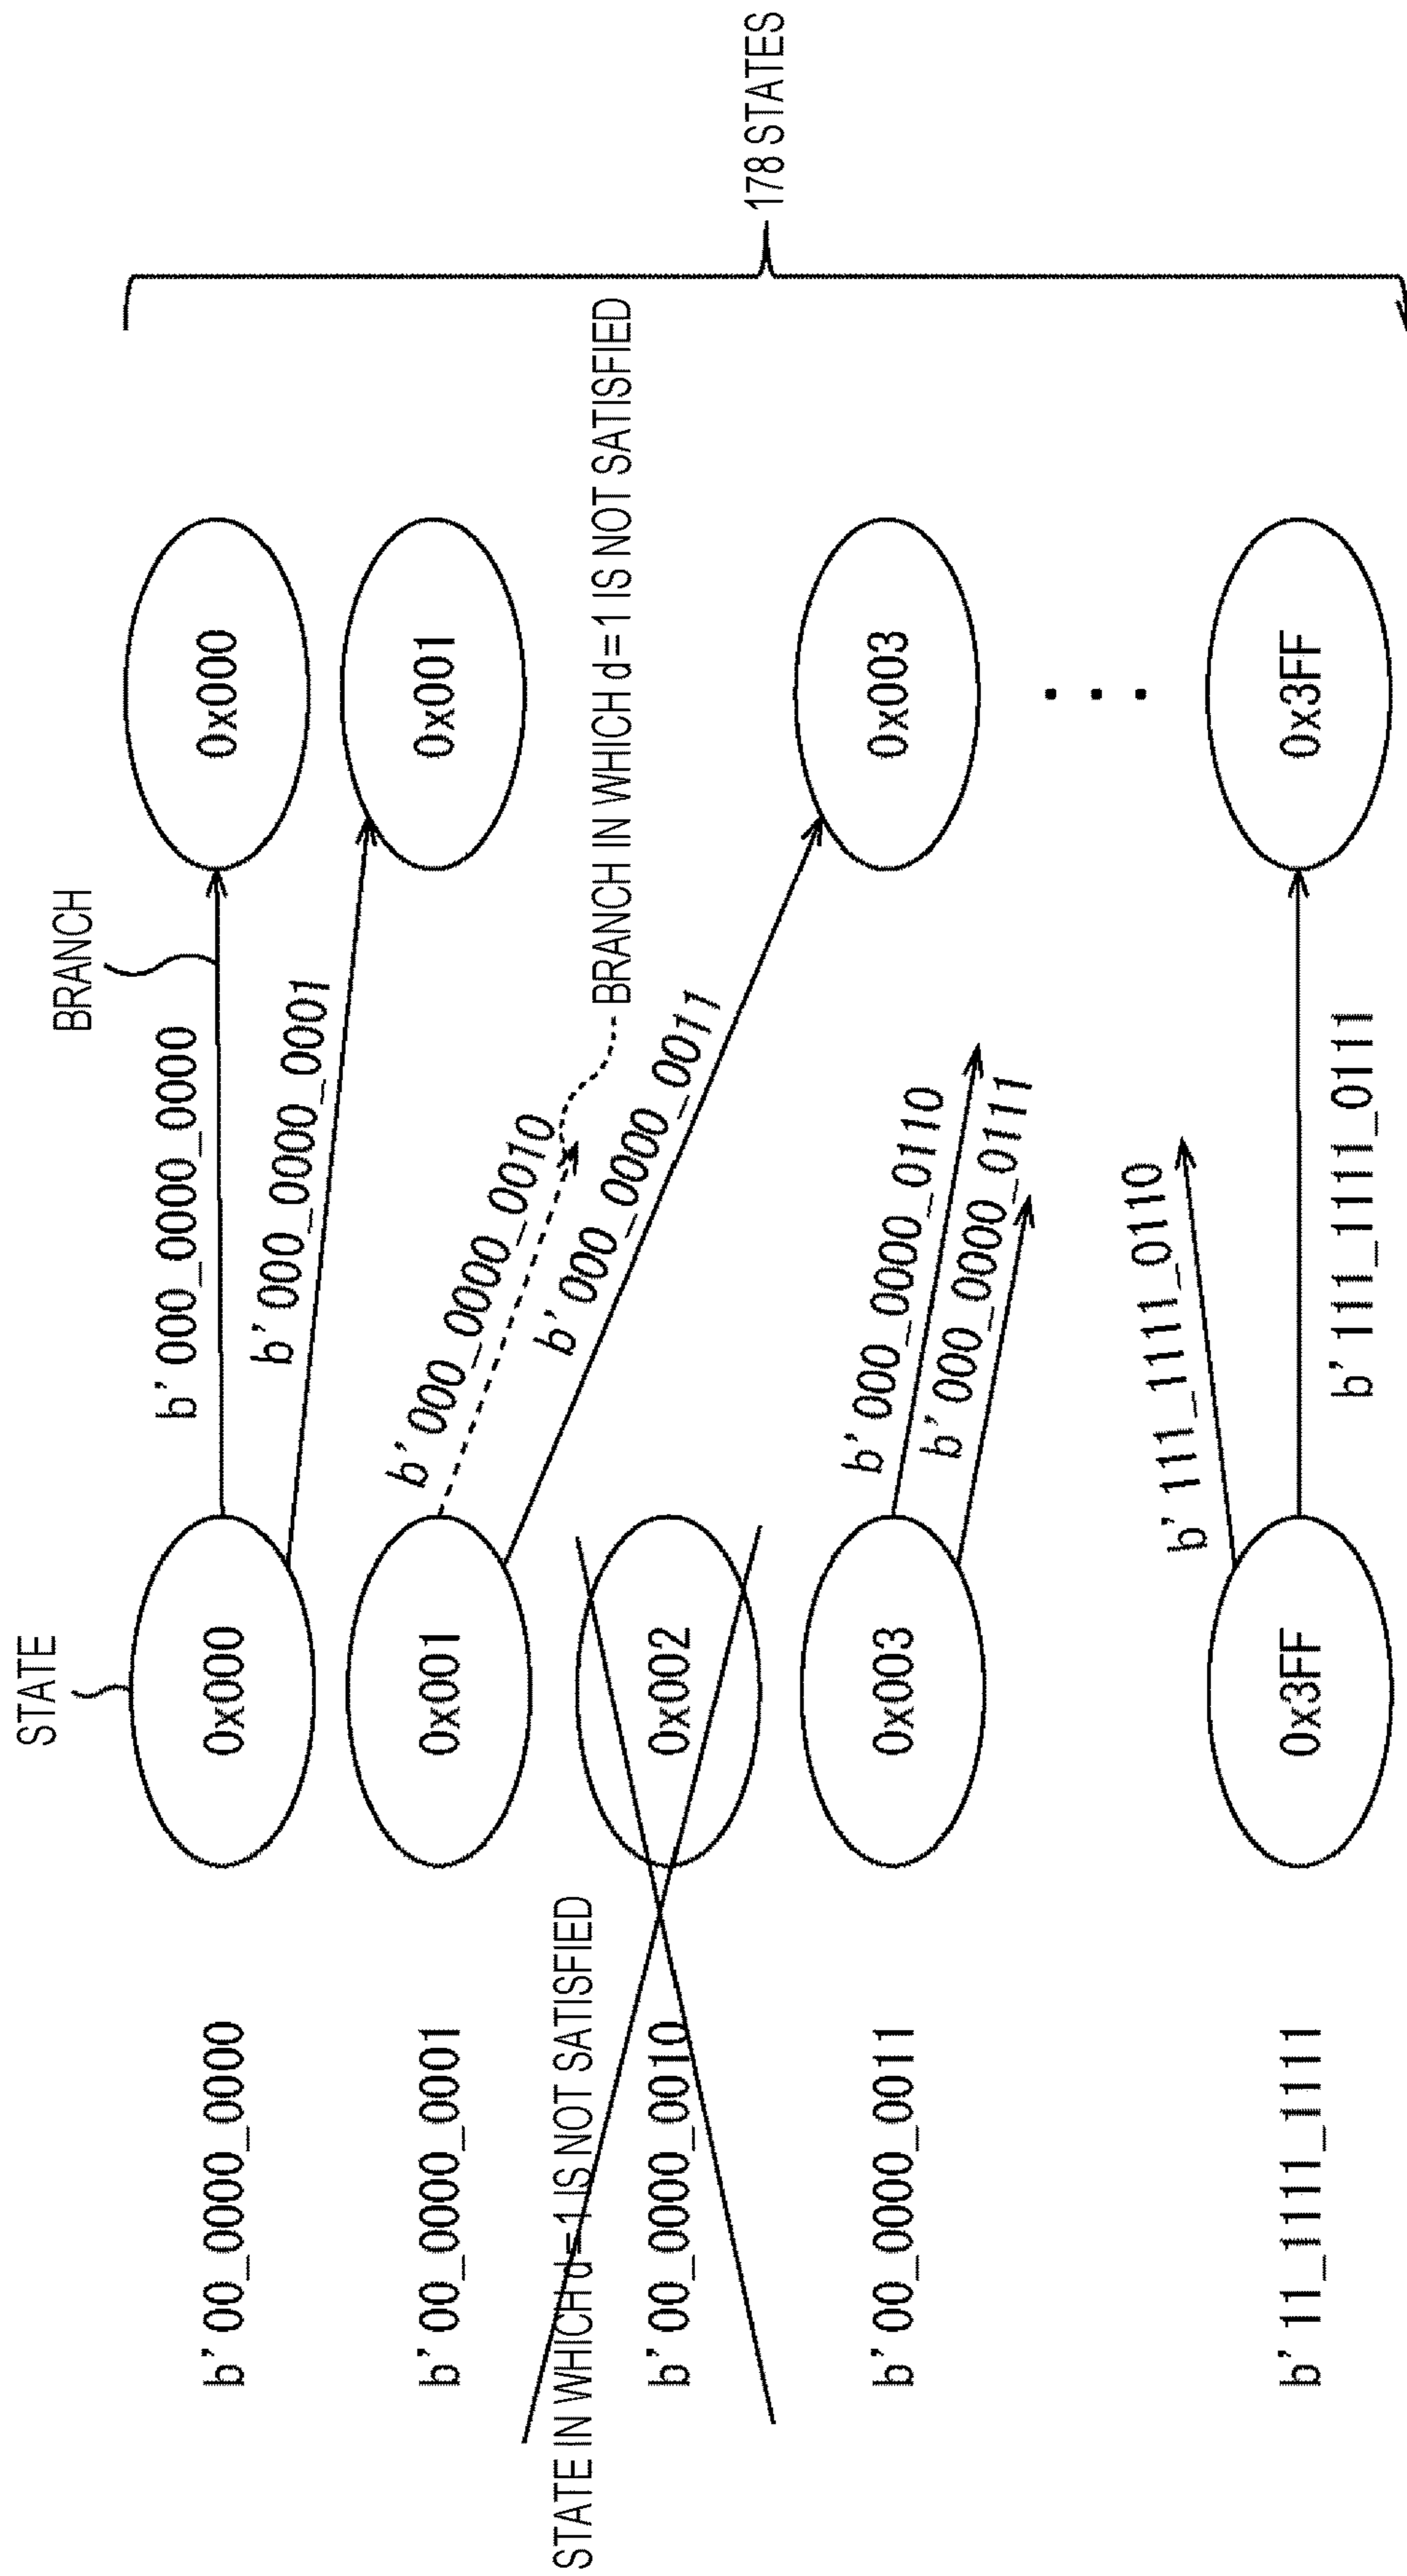 STATE
BRANCH
b'00_0000_0000
0x000
b'000_0000_0000
0x000
b'000_0000_0001
b'00_0000_0001
0x001
0x001
b'000_0000_0010
b'000_0000_0011
STATE IN WHICH d=1 IS NOT SATISFIED
BRANCH IN WHICH d=1 IS NOT SATISFIED
b'00_0000_0010
0x002
178 STATES
b'00_0000_0011
0x003
b'000_0000_0110
b'000_0000_0111
0x003
b'111_1111_0110
b'11_1111_1111
0x3FF
b'111_1111_0111
0x3FF